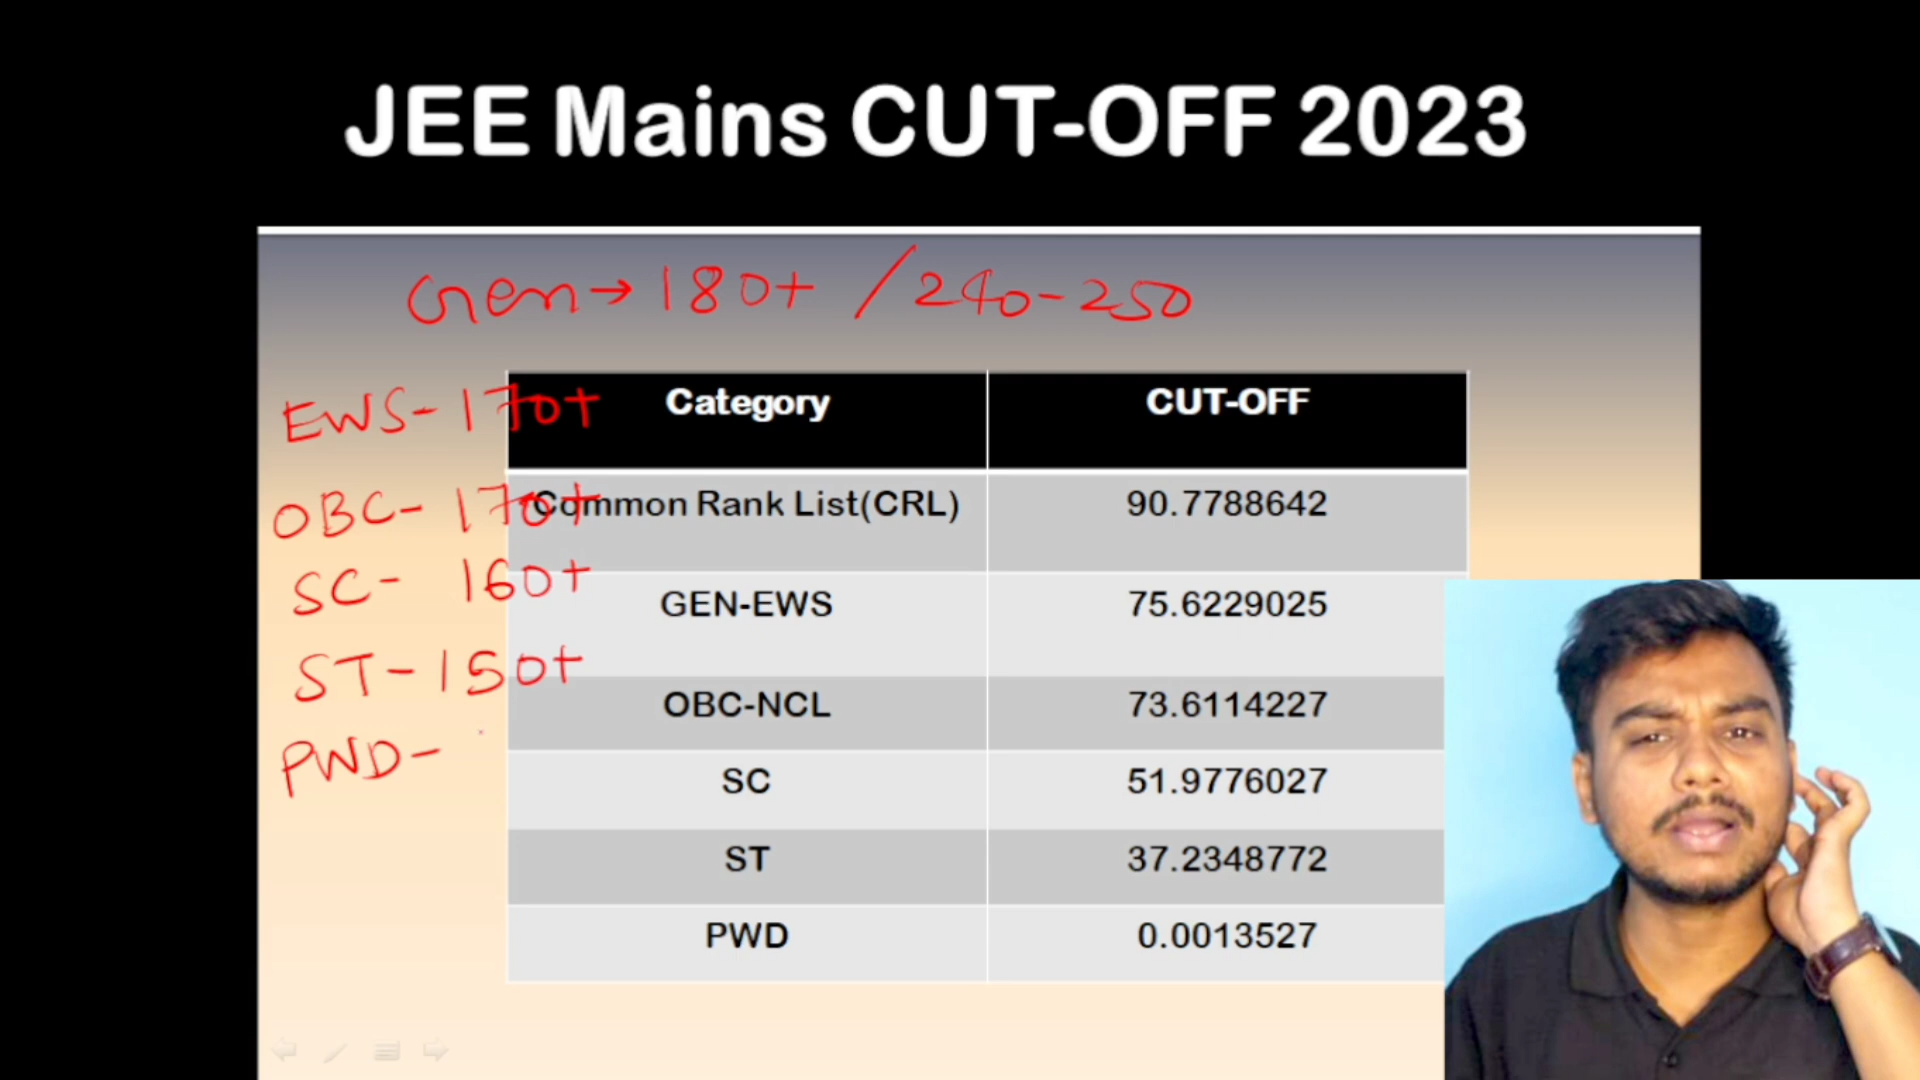 JEE Mains CUT-OFF 2023
Gen→180+ /240-250
EWS-170+
Category CUT-OFF
OBC-170+
Common Rank List(CRL) 90.7788642
SC- 160+
GEN-EWS 75.6229025
ST-150+
OBC-NCL 73.6114227
PWD-
SC 51.9776027
ST 37.2348772
PWD 0.0013527